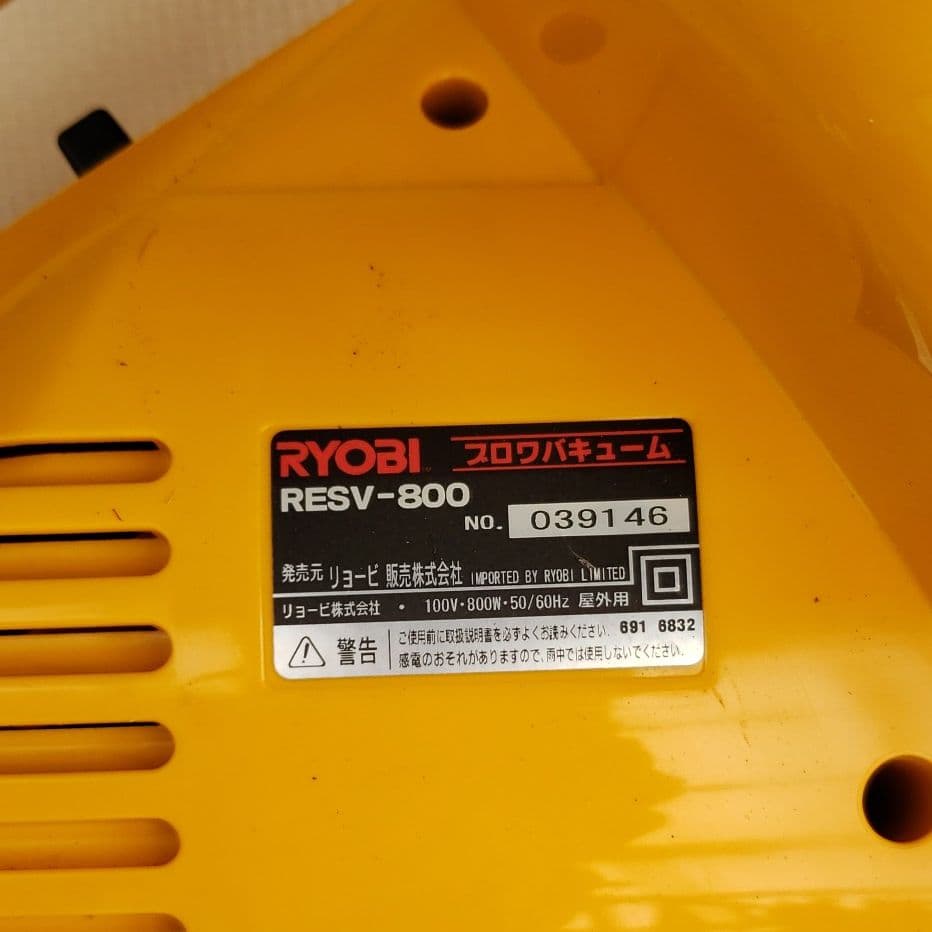 RYOBI ブロワバキューム
RESV-800
NO. 039146
発売元 リョービ 販売株式会社 IMPORTED BY RYOBI LIMITED
リョービ株式会社 ・ 100V・800W・50/60Hz 屋外用
警告 ご使用前に取扱説明書を必ずよくお読みください. 691 6832
感電のおそれがありますので、雨中では使用しないでください.